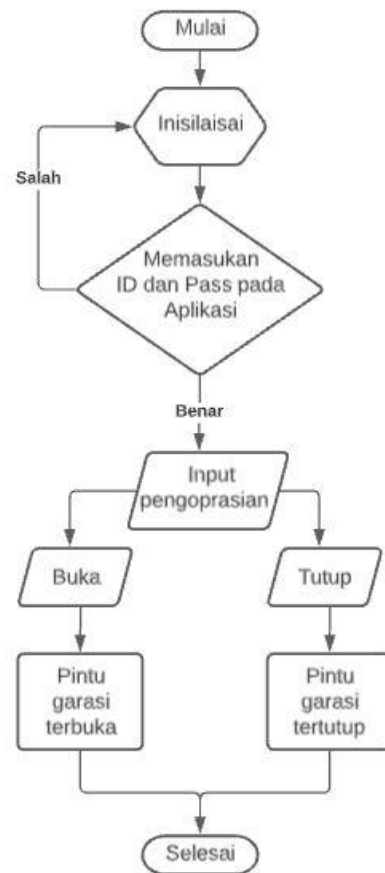 Mulai
Inisilaisai
Salah
Memasukan
ID dan Pass pada
Aplikasi
Benar
Input
pengoprasian
Buka
Tutup
Pintu
garasi
terbuka
Pintu
garasi
tertutup
Selesai